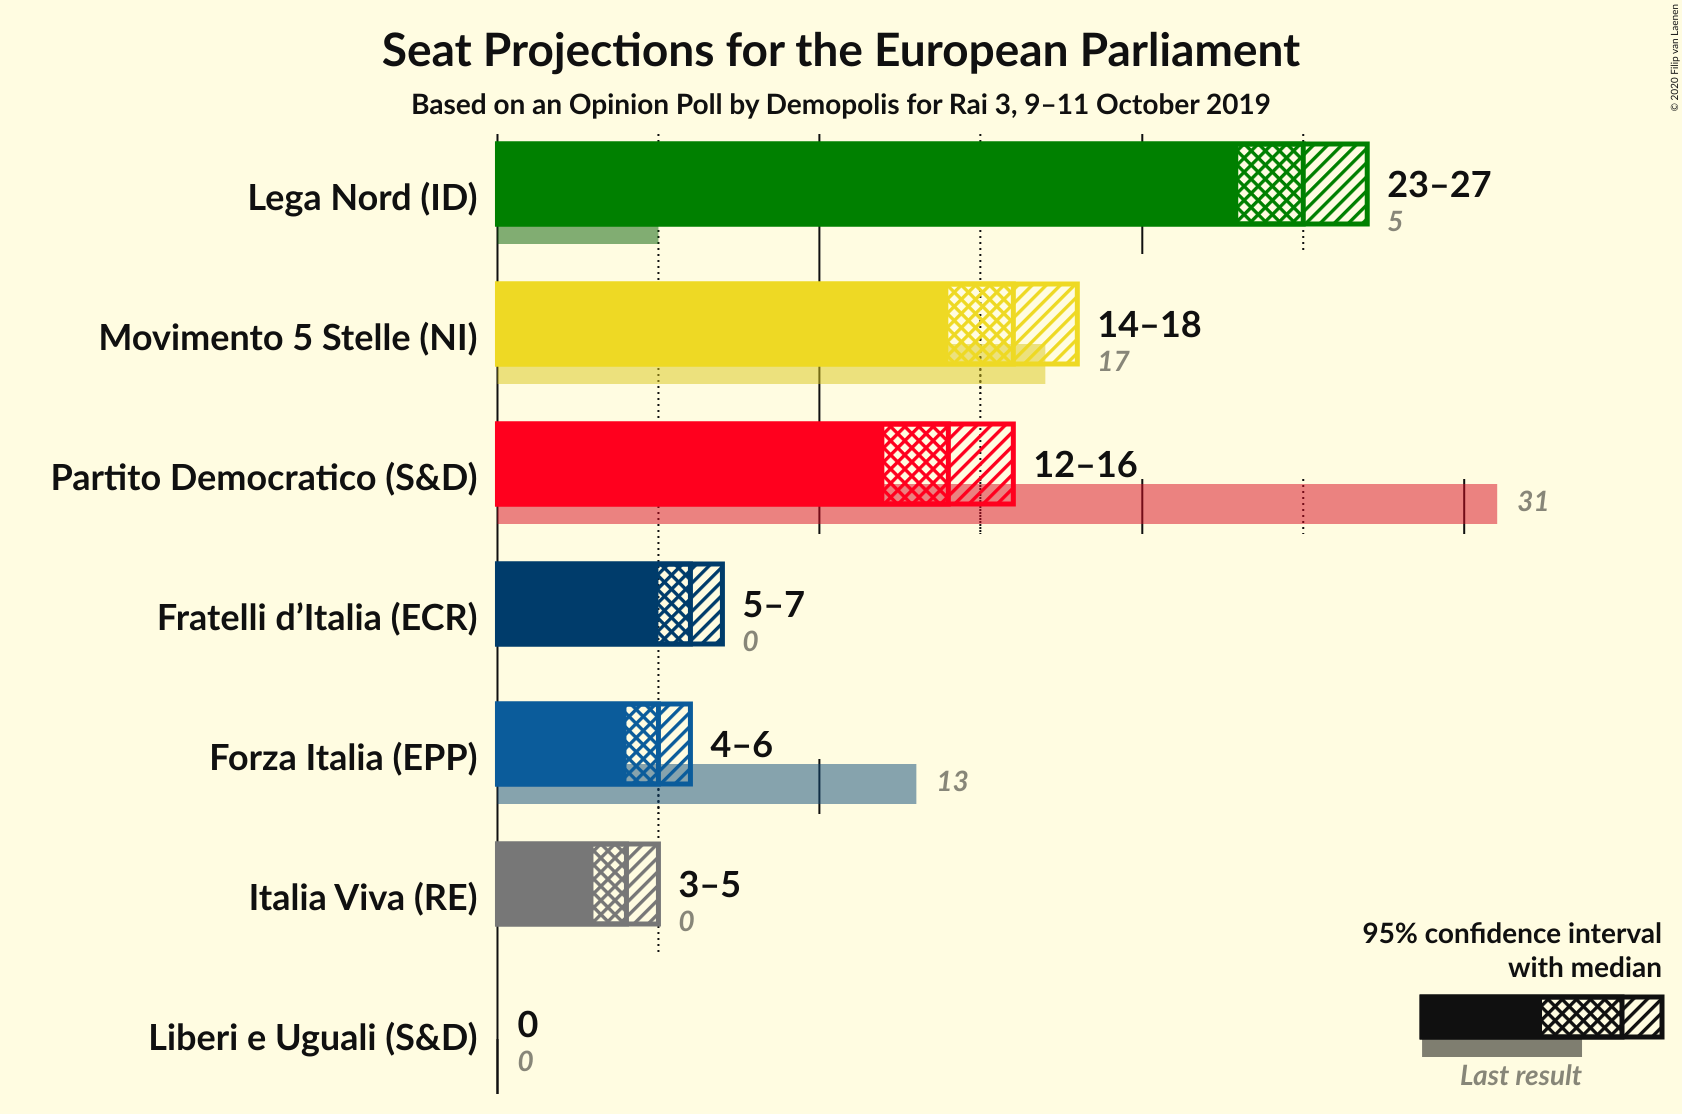 Seat Projections for the European Parliament
Based on an Opinion Poll by Demopolis for Rai 3, 9–11 October 2019
© 2020 Filip van Laenen
Lega Nord (ID)
23–27
5
Movimento 5 Stelle (NI)
14–18
17
Partito Democratico (S&D)
12–16
31
Fratelli d’Italia (ECR)
5–7
0
Forza Italia (EPP)
4–6
13
Italia Viva (RE)
3–5
0
Liberi e Uguali (S&D)
0
0
95% confidence interval
with median
Last result